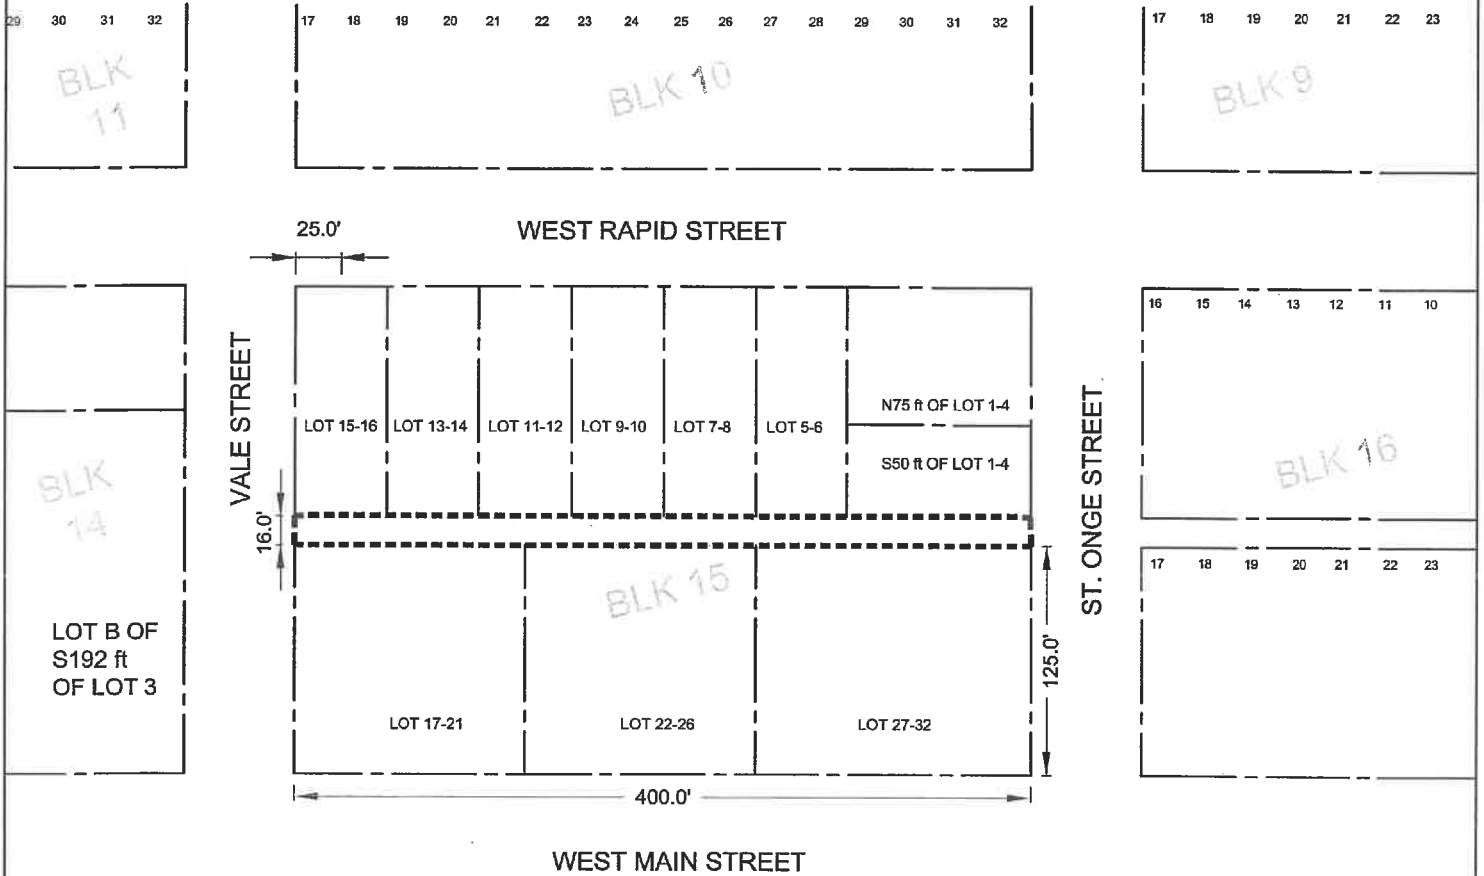 29 30 31 32
17 18 19 20 21 22 23 24 25 26 27 28 29 30 31 32
17 18 19 20 21 22 23
BLK
11
BLK 10
BLK 9
25.0'
WEST RAPID STREET
VALE STREET
16.0'
LOT 15-16
LOT 13-14
LOT 11-12
LOT 9-10
LOT 7-8
LOT 5-6
N75 ft OF LOT 1-4
S50 ft OF LOT 1-4
ST. ONGE STREET
16 15 14 13 12 11 10
BLK 16
BLK
14
BLK 15
17 18 19 20 21 22 23
LOT B OF
S192 ft
OF LOT 3
125.0'
LOT 17-21
LOT 22-26
LOT 27-32
400.0'
WEST MAIN STREET